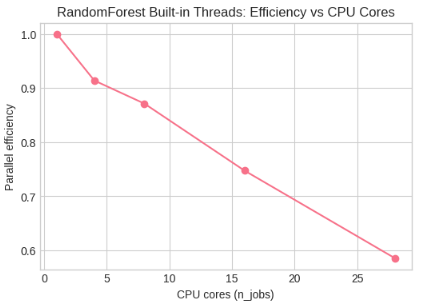 RandomForest Built-in Threads: Efficiency vs CPU Cores
1.0
0.9
0.8
0.7
0.6
Parallel efficiency
0 5 10 15 20 25
CPU cores (n_jobs)